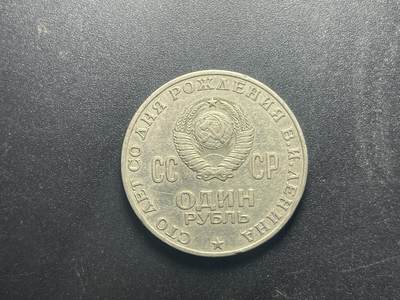 СТО ЛЕТ СО ДНЯ РОЖДЕНИЯ В.И.ЛЕНИНА
СС СР
ОДИН
РУБЛЬ